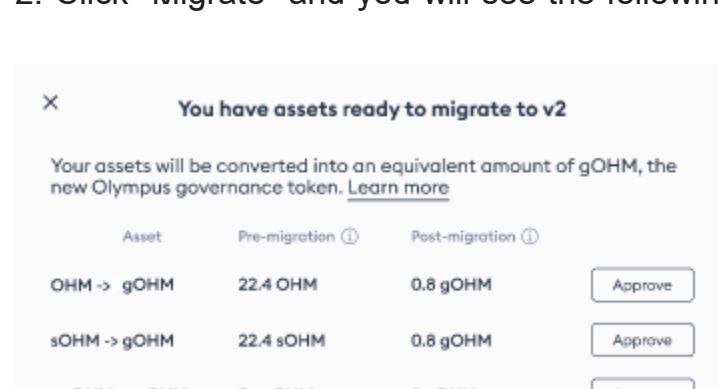 2. Click "Migrate" and you will see the followin
× You have assets ready to migrate to v2
Your assets will be converted into an equivalent amount of gOHM, the
new Olympus governance token. Learn more
Asset Pre-migration ⓘ Post-migration ⓘ
OHM -> gOHM 22.4 OHM 0.8 gOHM Approve
sOHM -> gOHM 22.4 sOHM 0.8 gOHM Approve